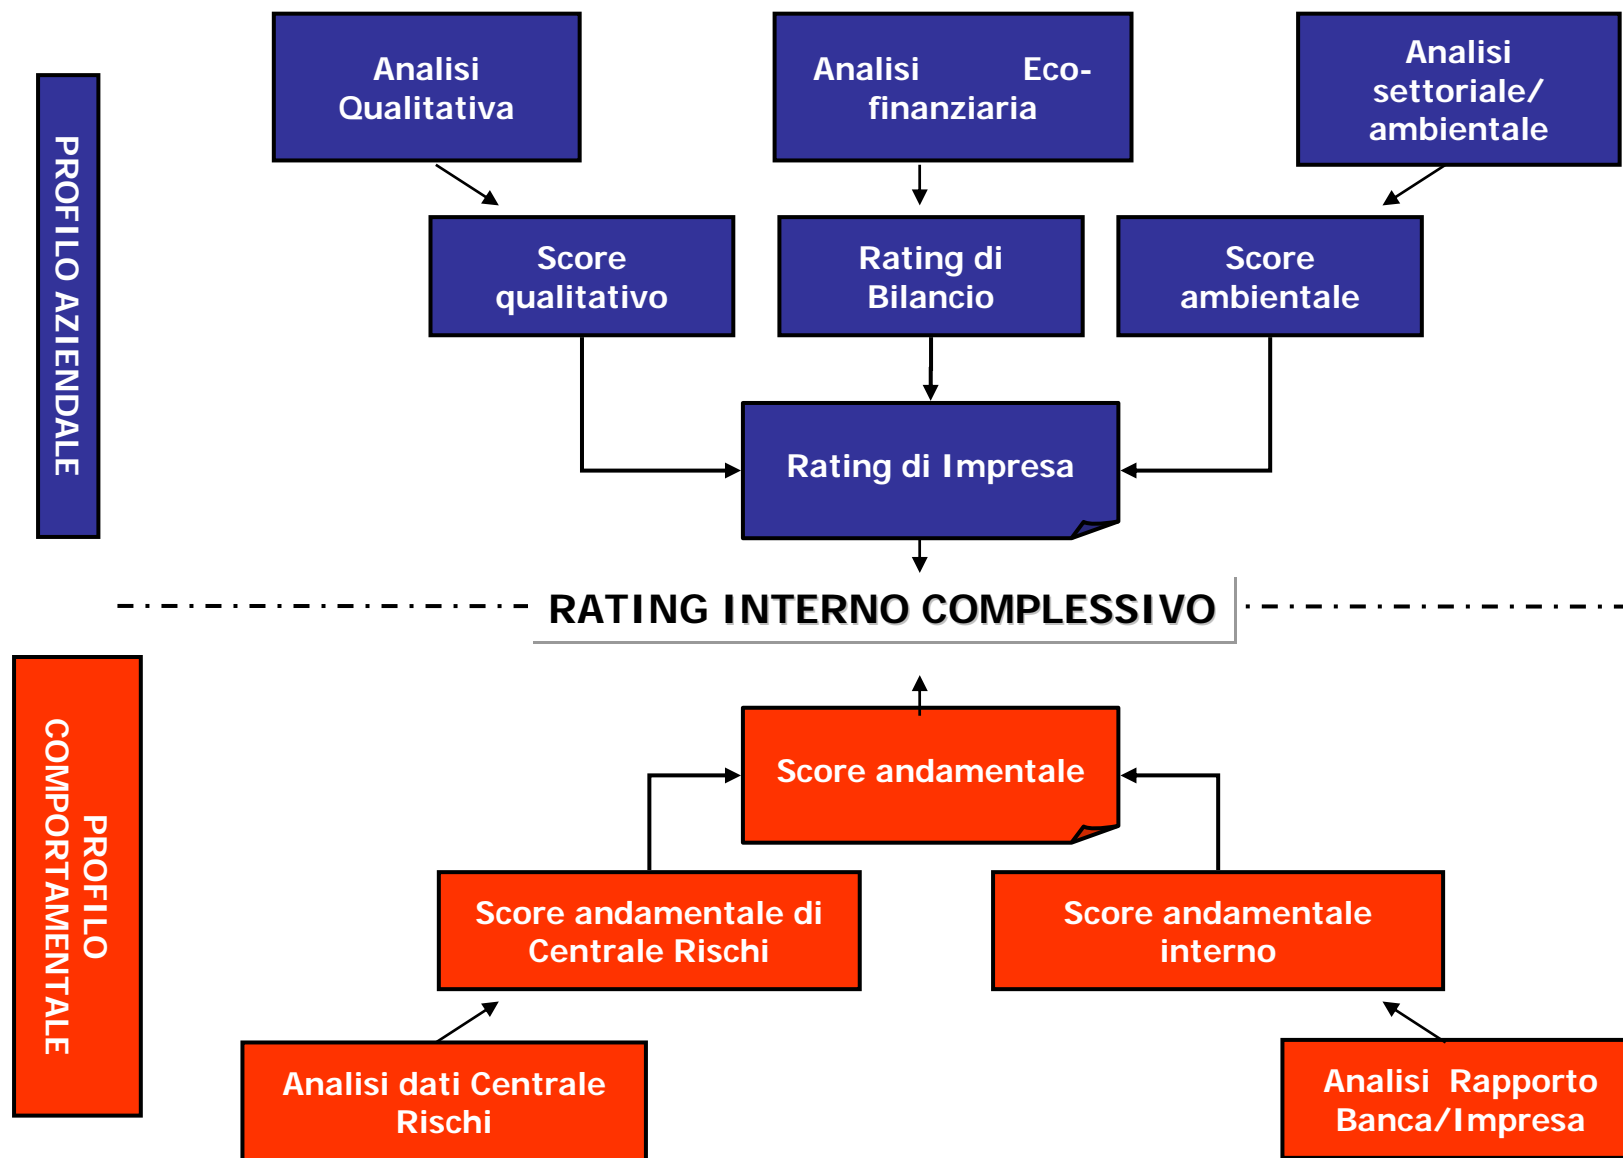 PROFILO AZIENDALE
Analisi
Qualitativa
Analisi Eco-
finanziaria
Analisi
settoriale/
ambientale
Score
qualitativo
Rating di
Bilancio
Score
ambientale
Rating di Impresa
RATING INTERNO COMPLESSIVO
PROFILO
COMPORTAMENTALE
Score andamentale
Score andamentale di
Centrale Rischi
Score andamentale
interno
Analisi dati Centrale
Rischi
Analisi Rapporto
Banca/Impresa